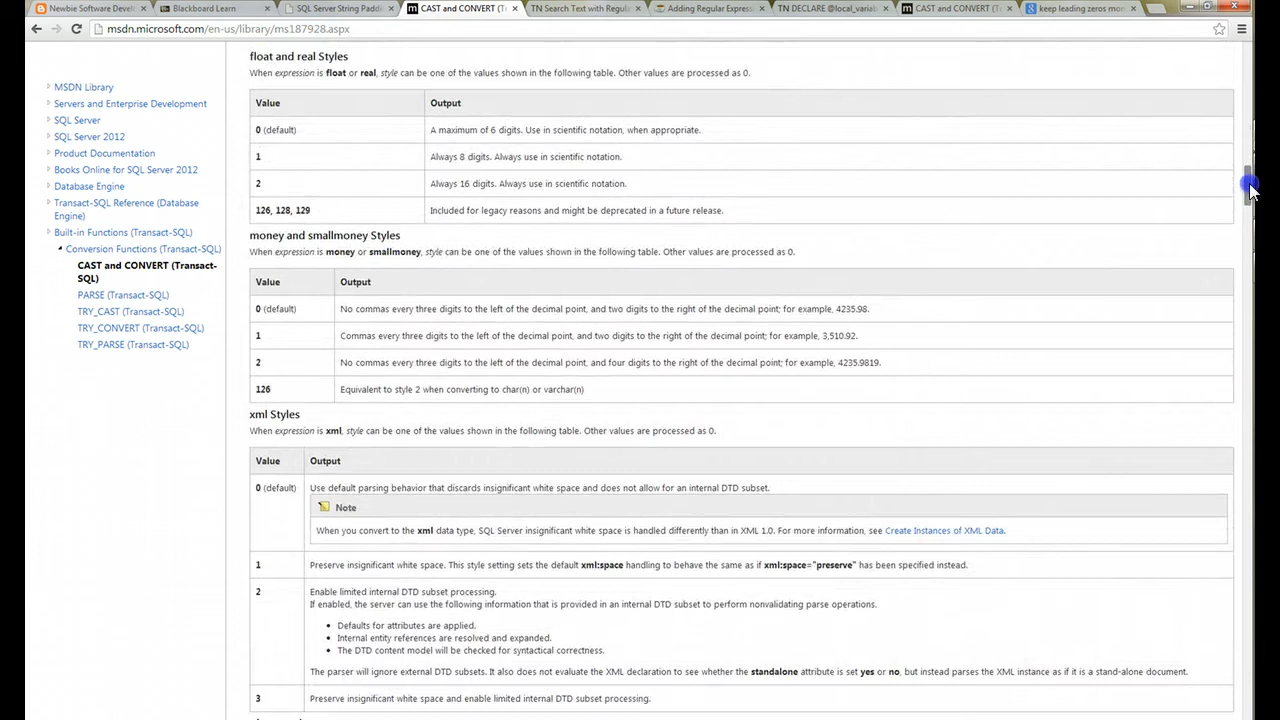 Newbie Software Develo
Blackboard Learn
SQL Server String Paddi
CAST and CONVERT (T
TN Search Text with Regula
Adding Regular Express
TN DECLARE @local_variab
CAST and CONVERT (Tra
keep leading zeros mon
msdn.microsoft.com/en-us/library/ms187928.aspx
MSDN Library
Servers and Enterprise Development
SQL Server
SQL Server 2012
Product Documentation
Books Online for SQL Server 2012
Database Engine
Transact-SQL Reference (Database
Engine)
Built-in Functions (Transact-SQL)
Conversion Functions (Transact-SQL)
CAST and CONVERT (Transact-
SQL)
PARSE (Transact-SQL)
TRY_CAST (Transact-SQL)
TRY_CONVERT (Transact-SQL)
TRY_PARSE (Transact-SQL)
float and real Styles
When expression is float or real, style can be one of the values shown in the following table. Other values are processed as 0.
Value Output
0 (default) A maximum of 6 digits. Use in scientific notation, when appropriate.
1 Always 8 digits. Always use in scientific notation.
2 Always 16 digits. Always use in scientific notation.
126, 128, 129 Included for legacy reasons and might be deprecated in a future release.
money and smallmoney Styles
When expression is money or smallmoney, style can be one of the values shown in the following table. Other values are processed as 0.
Value Output
0 (default) No commas every three digits to the left of the decimal point, and two digits to the right of the decimal point; for example, 4235.98.
1 Commas every three digits to the left of the decimal point, and two digits to the right of the decimal point; for example, 3,510.92.
2 No commas every three digits to the left of the decimal point, and four digits to the right of the decimal point; for example, 4235.9819.
126 Equivalent to style 2 when converting to char(n) or varchar(n)
xml Styles
When expression is xml, style can be one of the values shown in the following table. Other values are processed as 0.
Value Output
0 (default) Use default parsing behavior that discards insignificant white space and does not allow for an internal DTD subset.
Note
When you convert to the xml data type, SQL Server insignificant white space is handled differently than in XML 1.0. For more information, see Create Instances of XML Data.
1 Preserve insignificant white space. This style setting sets the default xml:space handling to behave the same as if xml:space="preserve" has been specified instead.
2 Enable limited internal DTD subset processing.
If enabled, the server can use the following information that is provided in an internal DTD subset to perform nonvalidating parse operations.
• Defaults for attributes are applied.
• Internal entity references are resolved and expanded.
• The DTD content model will be checked for syntactical correctness.
The parser will ignore external DTD subsets. It also does not evaluate the XML declaration to see whether the standalone attribute is set yes or no, but instead parses the XML instance as if it is a stand-alone document.
3 Preserve insignificant white space and enable limited internal DTD subset processing.